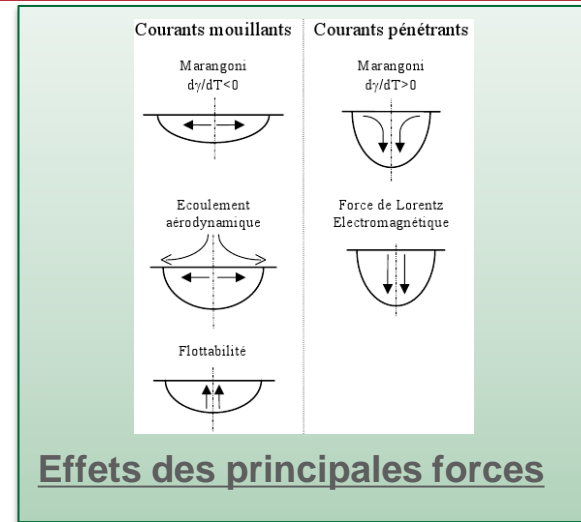 Courants mouillants
Courants pénétrants
Marangoni
dγ/dT<0
Marangoni
dγ/dT>0
Ecoulement
aérodynamique
Force de Lorentz
Electromagnétique
Flottabilité
Effets des principales forces